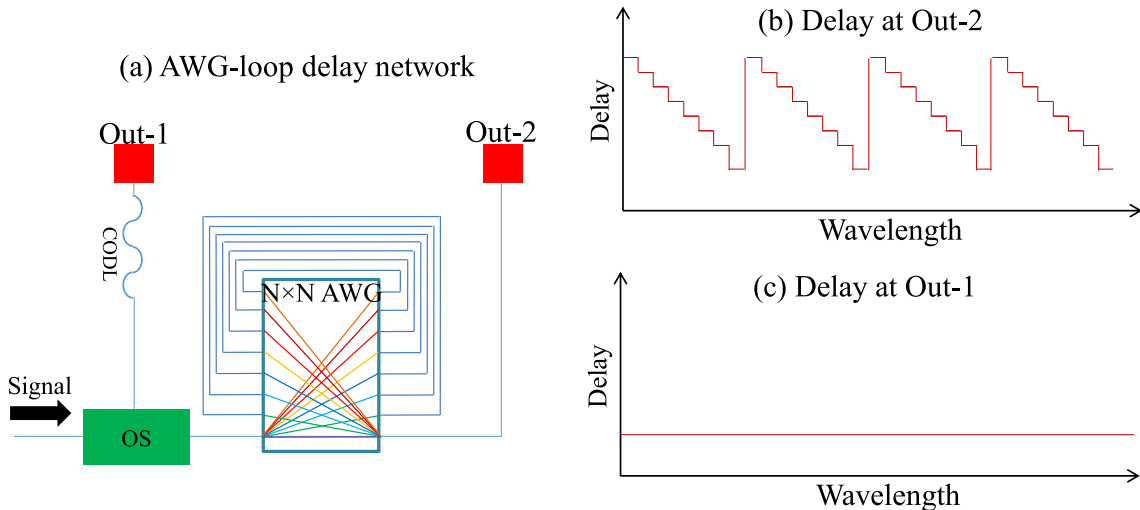 (a) AWG-loop delay network
Out-1
Out-2
CODL
N×N AWG
Signal
OS
(b) Delay at Out-2
Delay
Wavelength
(c) Delay at Out-1
Delay
Wavelength